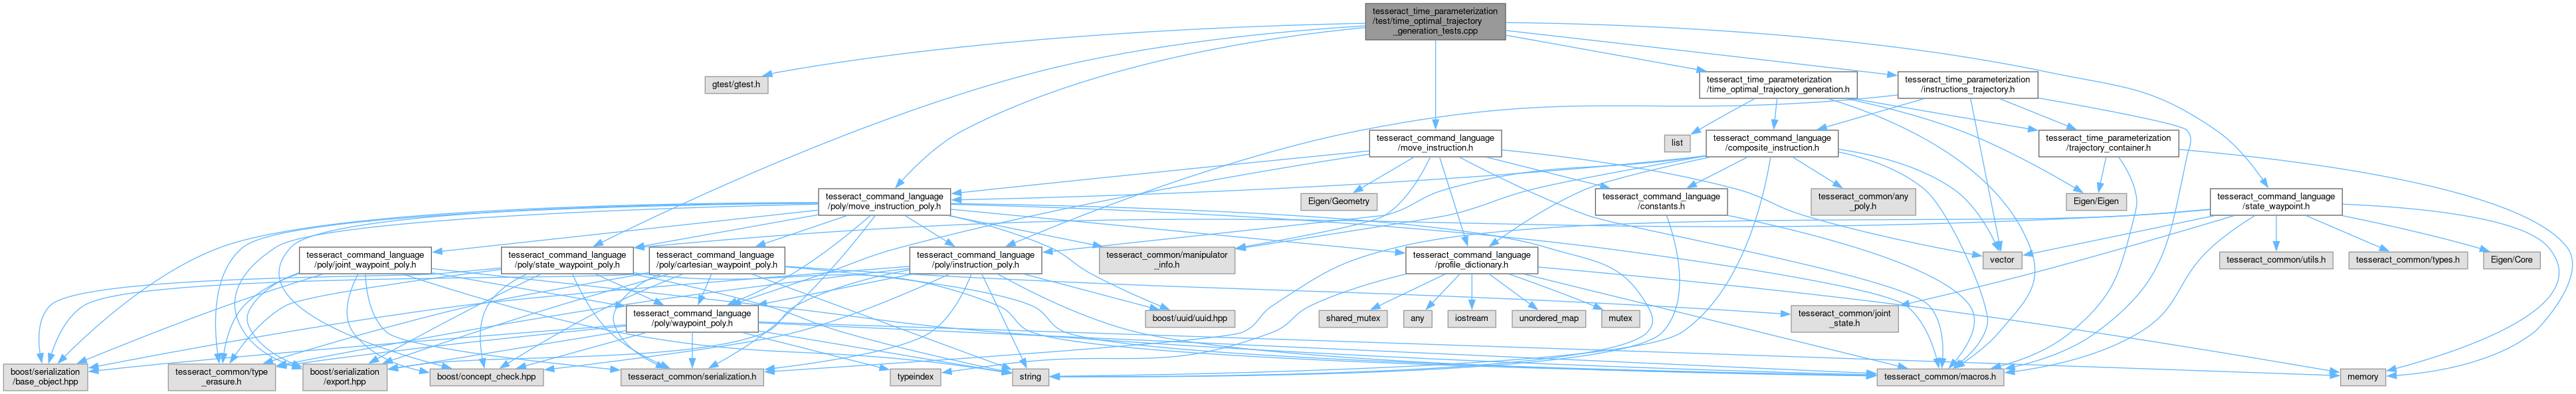 tesseract_time_parameterization
/test/time_optimal_trajectory
_generation_tests.cpp
gtest/gtest.h
tesseract_time_parameterization
/time_optimal_trajectory_generation.h
tesseract_time_parameterization
/instructions_trajectory.h
tesseract_command_language
/move_instruction.h
list
tesseract_command_language
/composite_instruction.h
tesseract_time_parameterization
/trajectory_container.h
tesseract_command_language
/poly/move_instruction_poly.h
Eigen/Geometry
tesseract_command_language
/constants.h
tesseract_common/any
_poly.h
Eigen/Eigen
tesseract_command_language
/state_waypoint.h
tesseract_command_language
/poly/joint_waypoint_poly.h
tesseract_command_language
/poly/state_waypoint_poly.h
tesseract_command_language
/poly/cartesian_waypoint_poly.h
tesseract_command_language
/poly/instruction_poly.h
tesseract_common/manipulator
_info.h
tesseract_command_language
/profile_dictionary.h
vector
tesseract_common/utils.h
tesseract_common/types.h
Eigen/Core
tesseract_command_language
/poly/waypoint_poly.h
boost/uuid/uuid.hpp
shared_mutex
any
iostream
unordered_map
mutex
tesseract_common/joint
_state.h
boost/serialization
/base_object.hpp
tesseract_common/type
_erasure.h
boost/serialization
/export.hpp
boost/concept_check.hpp
tesseract_common/serialization.h
typeindex
string
tesseract_common/macros.h
memory